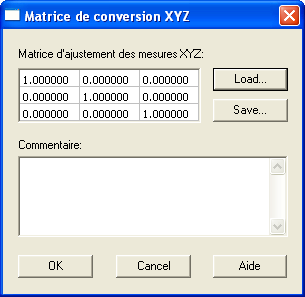 Matrice de conversion XYZ
Matrice d'ajustement des mesures XYZ:
1.000000 0.000000 0.000000
0.000000 1.000000 0.000000
0.000000 0.000000 1.000000
Load...
Save...
Commentaire:
OK Cancel Aide